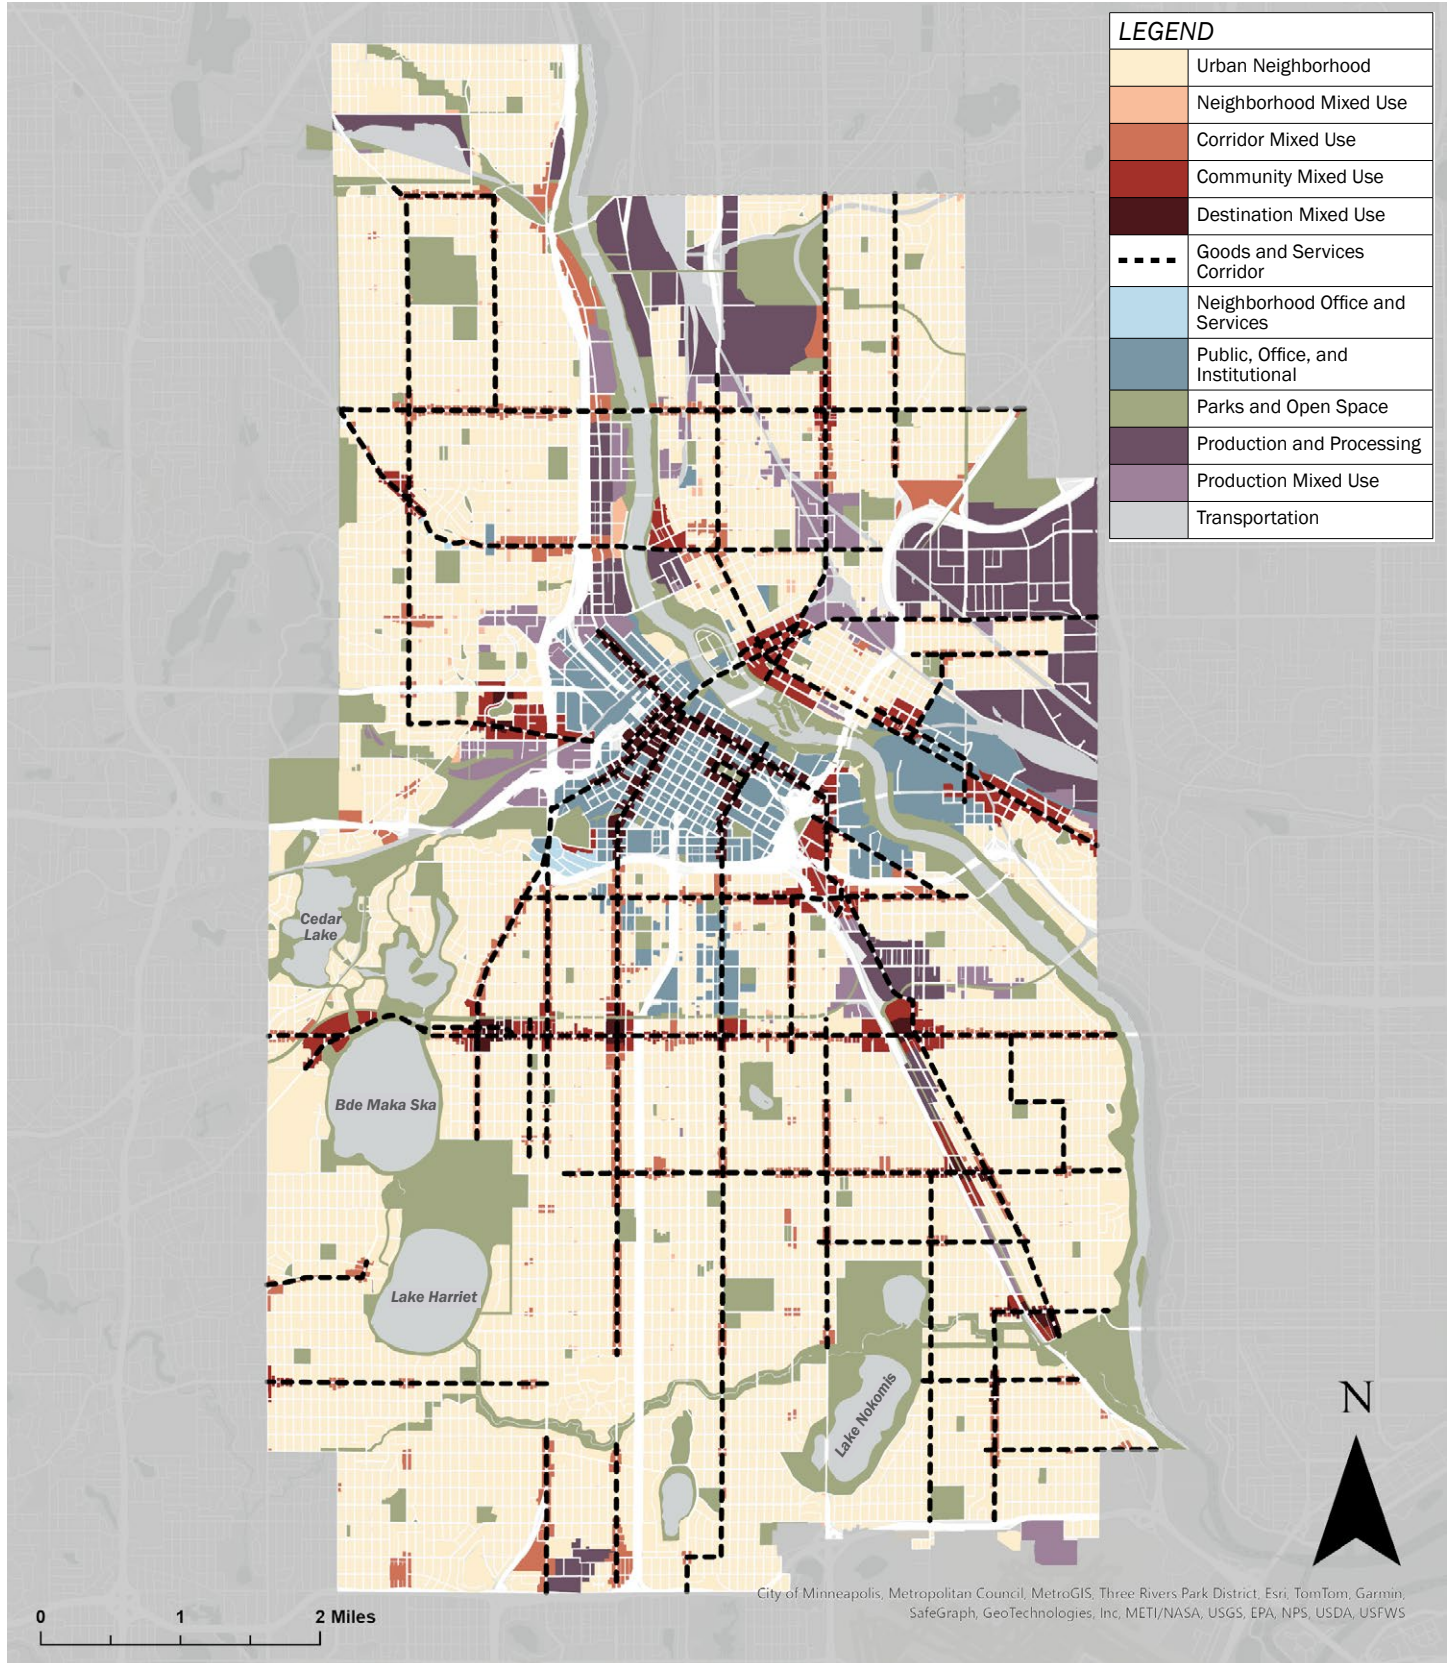 LEGEND
Urban Neighborhood
Neighborhood Mixed Use
Corridor Mixed Use
Community Mixed Use
Destination Mixed Use
Goods and Services
Corridor
Neighborhood Office and
Services
Public, Office, and
Institutional
Parks and Open Space
Production and Processing
Production Mixed Use
Transportation
Cedar
Lake
Bde Maka Ska
Lake Harriet
Lake Nokomis
N
City of Minneapolis, Metropolitan Council, MetroGIS, Three Rivers Park District, Esri, TomTom, Garmin,
SafeGraph, GeoTechnologies, Inc, METI/NASA, USGS, EPA, NPS, USDA, USFWS
0 1 2 Miles